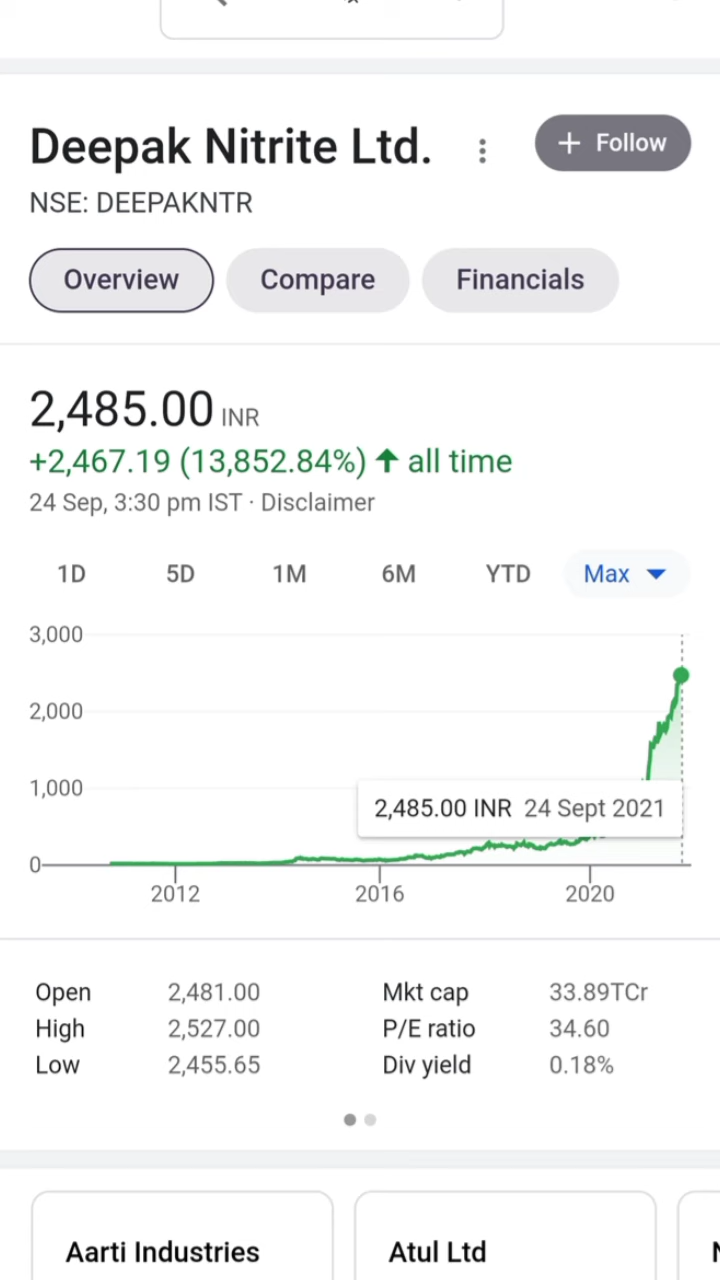 Deepak Nitrite Ltd.
+ Follow
NSE: DEEPAKNTR
Overview Compare Financials
2,485.00 INR
+2,467.19 (13,852.84%) ↑ all time
24 Sep, 3:30 pm IST · Disclaimer
1D 5D 1M 6M YTD Max
3,000
2,000
1,000
2,485.00 INR 24 Sept 2021
0
2012 2016 2020
Open 2,481.00 Mkt cap 33.89TCr
High 2,527.00 P/E ratio 34.60
Low 2,455.65 Div yield 0.18%
Aarti Industries Atul Ltd